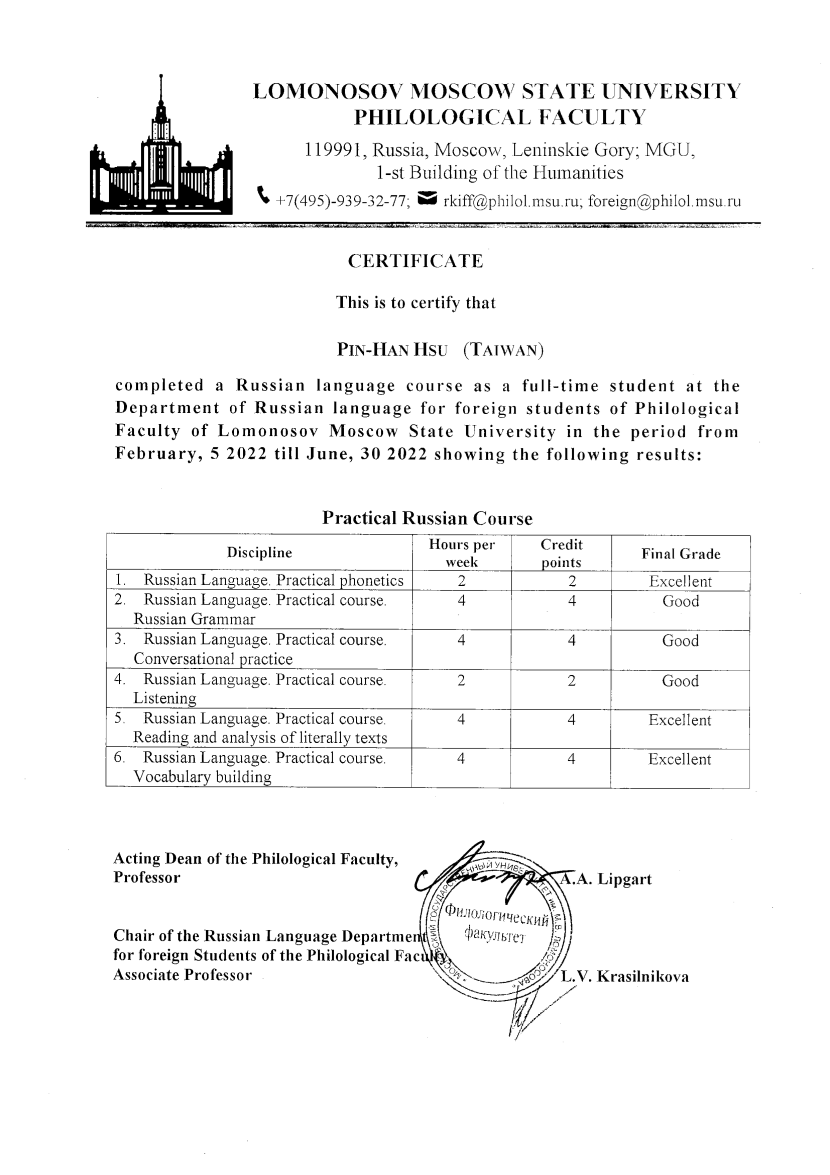 LOMONOSOV MOSCOW STATE UNIVERSITY
PHILOLOGICAL FACULTY
119991, Russia, Moscow, Leninskie Gory; MGU,
1-st Building of the Humanities
+7(495)-939-32-77; rkiff@philol.msu.ru; foreign@philol.msu.ru
CERTIFICATE
This is to certify that
PIN-HAN HSU (TAIWAN)
completed a Russian language course as a full-time student at the
Department of Russian language for foreign students of Philological
Faculty of Lomonosov Moscow State University in the period from
February, 5 2022 till June, 30 2022 showing the following results:
Practical Russian Course
Discipline Hours per week Credit points Final Grade
1. Russian Language. Practical phonetics 2 2 Excellent
2. Russian Language. Practical course. 4 4 Good
Russian Grammar
3. Russian Language. Practical course. 4 4 Good
Conversational practice
4. Russian Language. Practical course. 2 2 Good
Listening
5. Russian Language. Practical course. 4 4 Excellent
Reading and analysis of literally texts
6. Russian Language. Practical course. 4 4 Excellent
Vocabulary building
Acting Dean of the Philological Faculty,
Professor A.A. Lipgart
Chair of the Russian Language Department
for foreign Students of the Philological Faculty,
Associate Professor L.V. Krasilnikova
МОСКОВСКИЙ ГОСУДАРСТВЕННЫЙ УНИВЕРСИТЕТ ИМ. М.В. ЛОМОНОСОВА
Филологический
факультет